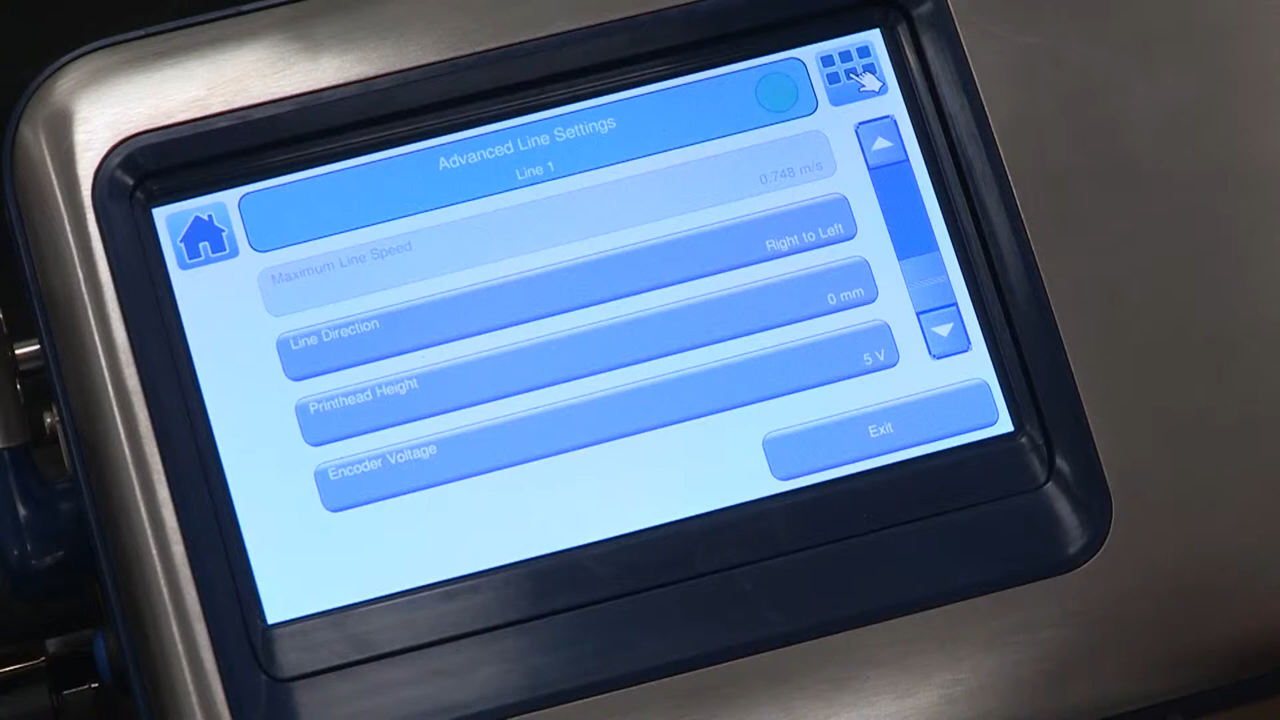 Advanced Line Settings
Line 1
Maximum Line Speed 0.748 m/s
Line Direction Right to Left
Printhead Height 0 mm
Encoder Voltage 5 V
Exit